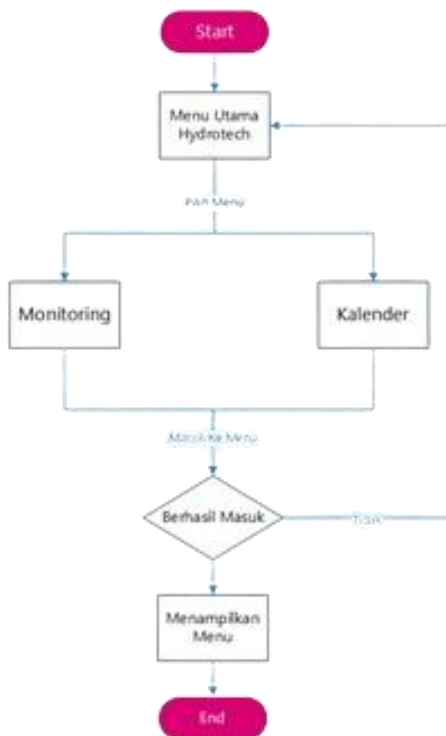 Start
Menu Utama
Hydrotech
Pilih Menu
Monitoring
Kalender
Masuk Ke Menu
Berhasil Masuk
Tidak
Menampilkan
Menu
End